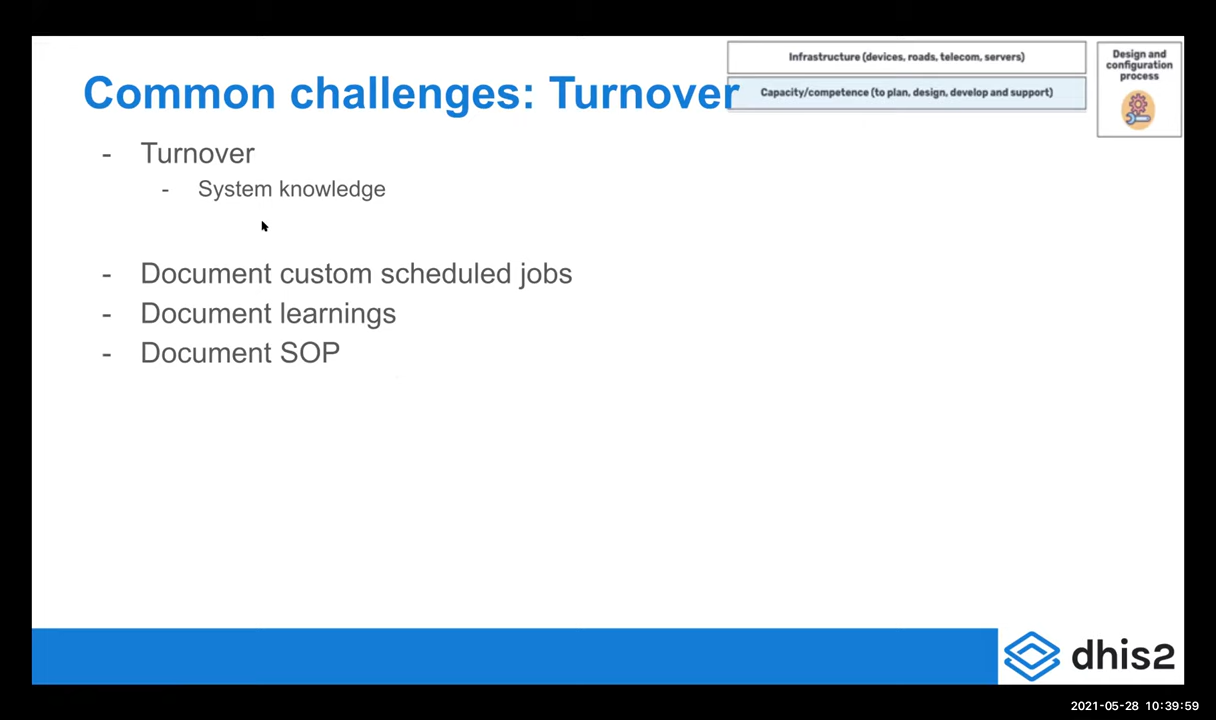 Common challenges: Turnover
Infrastructure (devices, roads, telecom, servers)
Capacity/competence (to plan, design, develop and support)
Design and
configuration
process
- Turnover
- System knowledge
- Document custom scheduled jobs
- Document learnings
- Document SOP
dhis2
2021-05-28 10:39:59